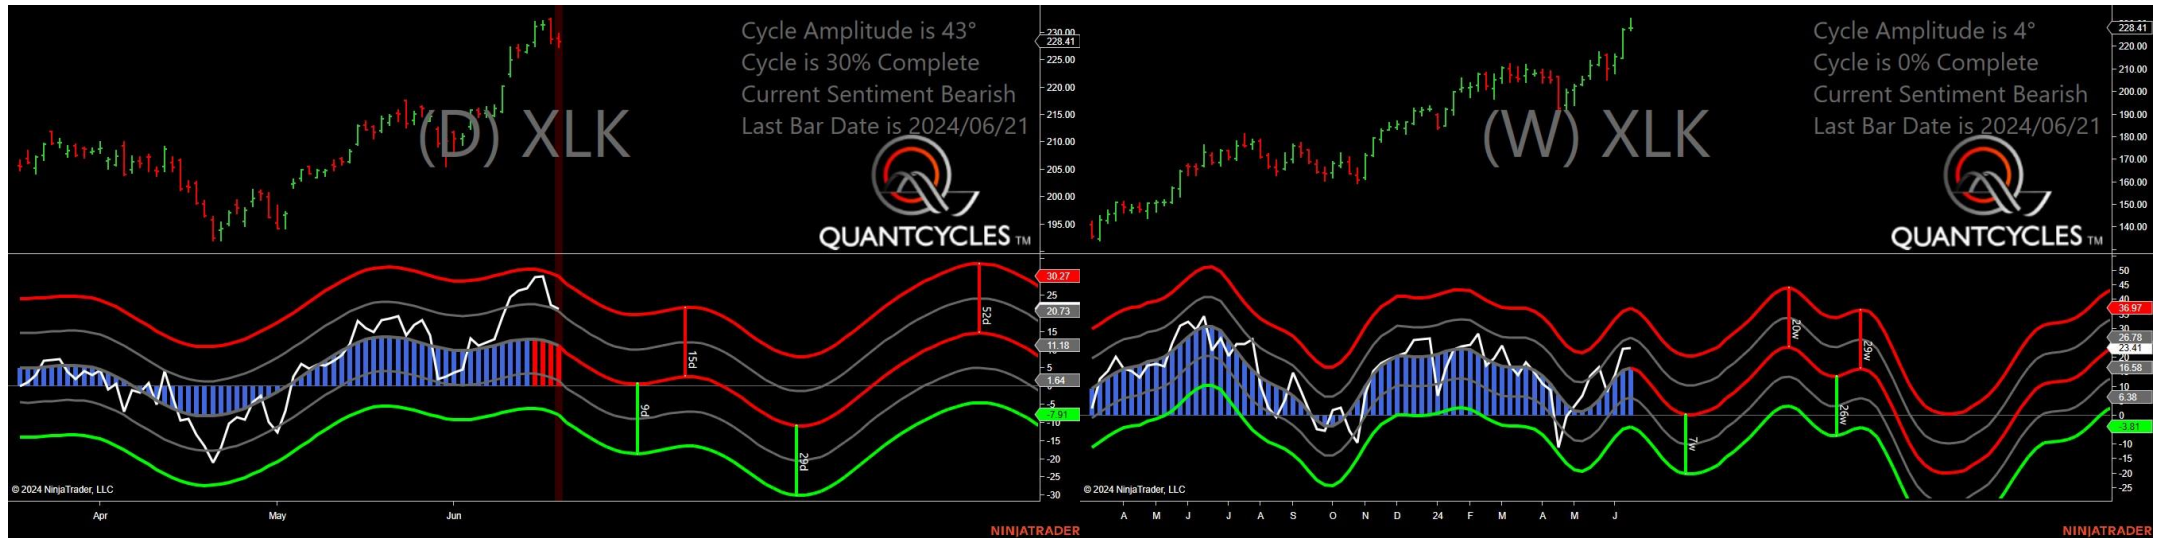 Cycle Amplitude is 43°
Cycle is 30% Complete
Current Sentiment Bearish
Last Bar Date is 2024/06/21
(D) XLK
QUANTCYCLES TM
230.00
228.41
225.00
220.00
215.00
210.00
205.00
200.00
195.00
30.27
25
20.73
15
11.18
5
1.64
-5
-7.91
-10
-15
-20
-25
-30
9d
15d
29d
52d
© 2024 NinjaTrader, LLC
Apr May Jun
NINJATRADER
Cycle Amplitude is 4°
Cycle is 0% Complete
Current Sentiment Bearish
Last Bar Date is 2024/06/21
(W) XLK
QUANTCYCLES TM
228.41
220.00
210.00
200.00
190.00
180.00
170.00
160.00
150.00
140.00
50
45
40
36.97
30
26.78
23.41
20
16.58
10
6.38
0
-3.81
-10
-15
-20
-25
7w
20w
26w
29w
© 2024 NinjaTrader, LLC
A M J J A S O N D 24 F M A M J
NINJATRADER